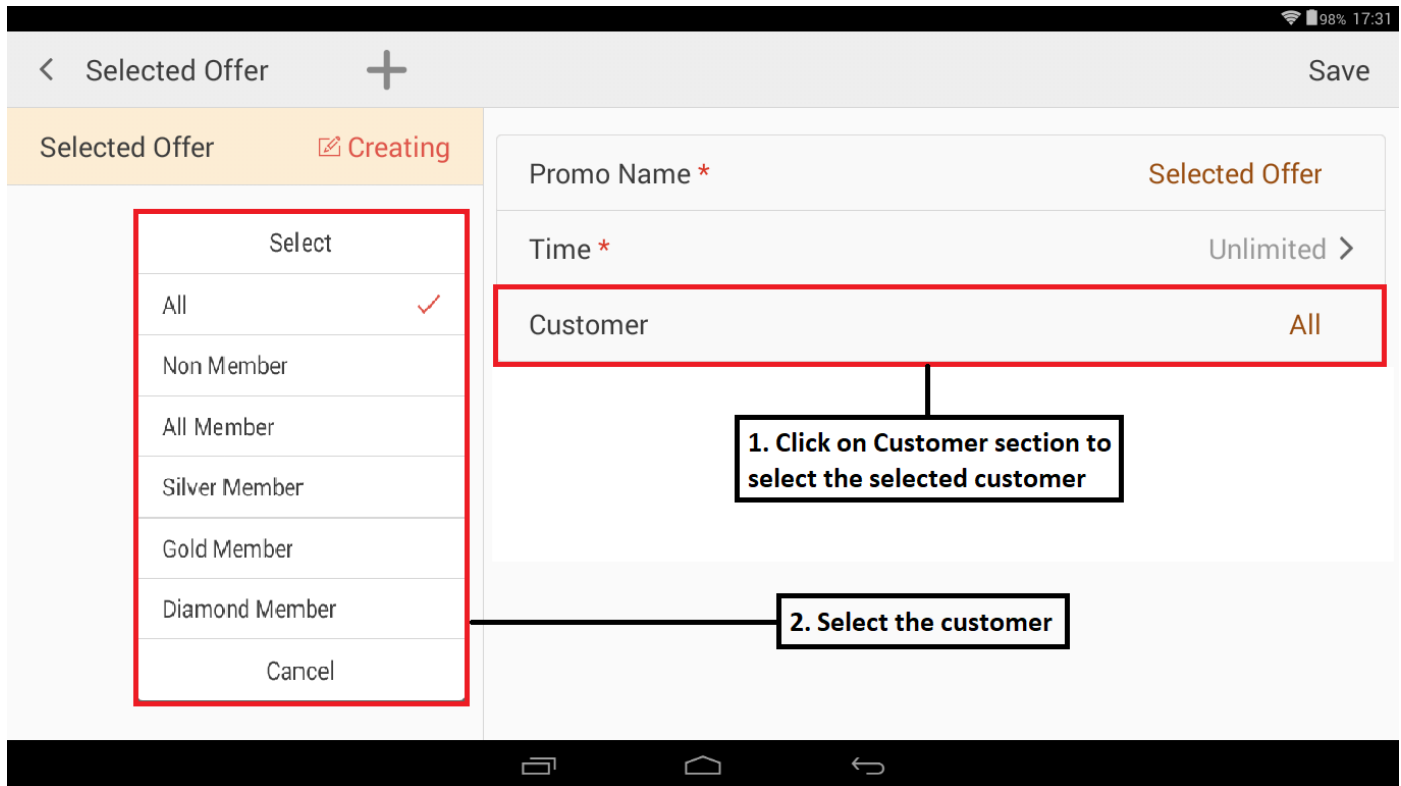 98% 17:31
Selected Offer
Save
Selected Offer Creating
Promo Name * Selected Offer
Select
Time * Unlimited
All
Customer All
Non Member
All Member
1. Click on Customer section to
select the selected customer
Silver Member
Gold Member
Diamond Member
2. Select the customer
Cancel